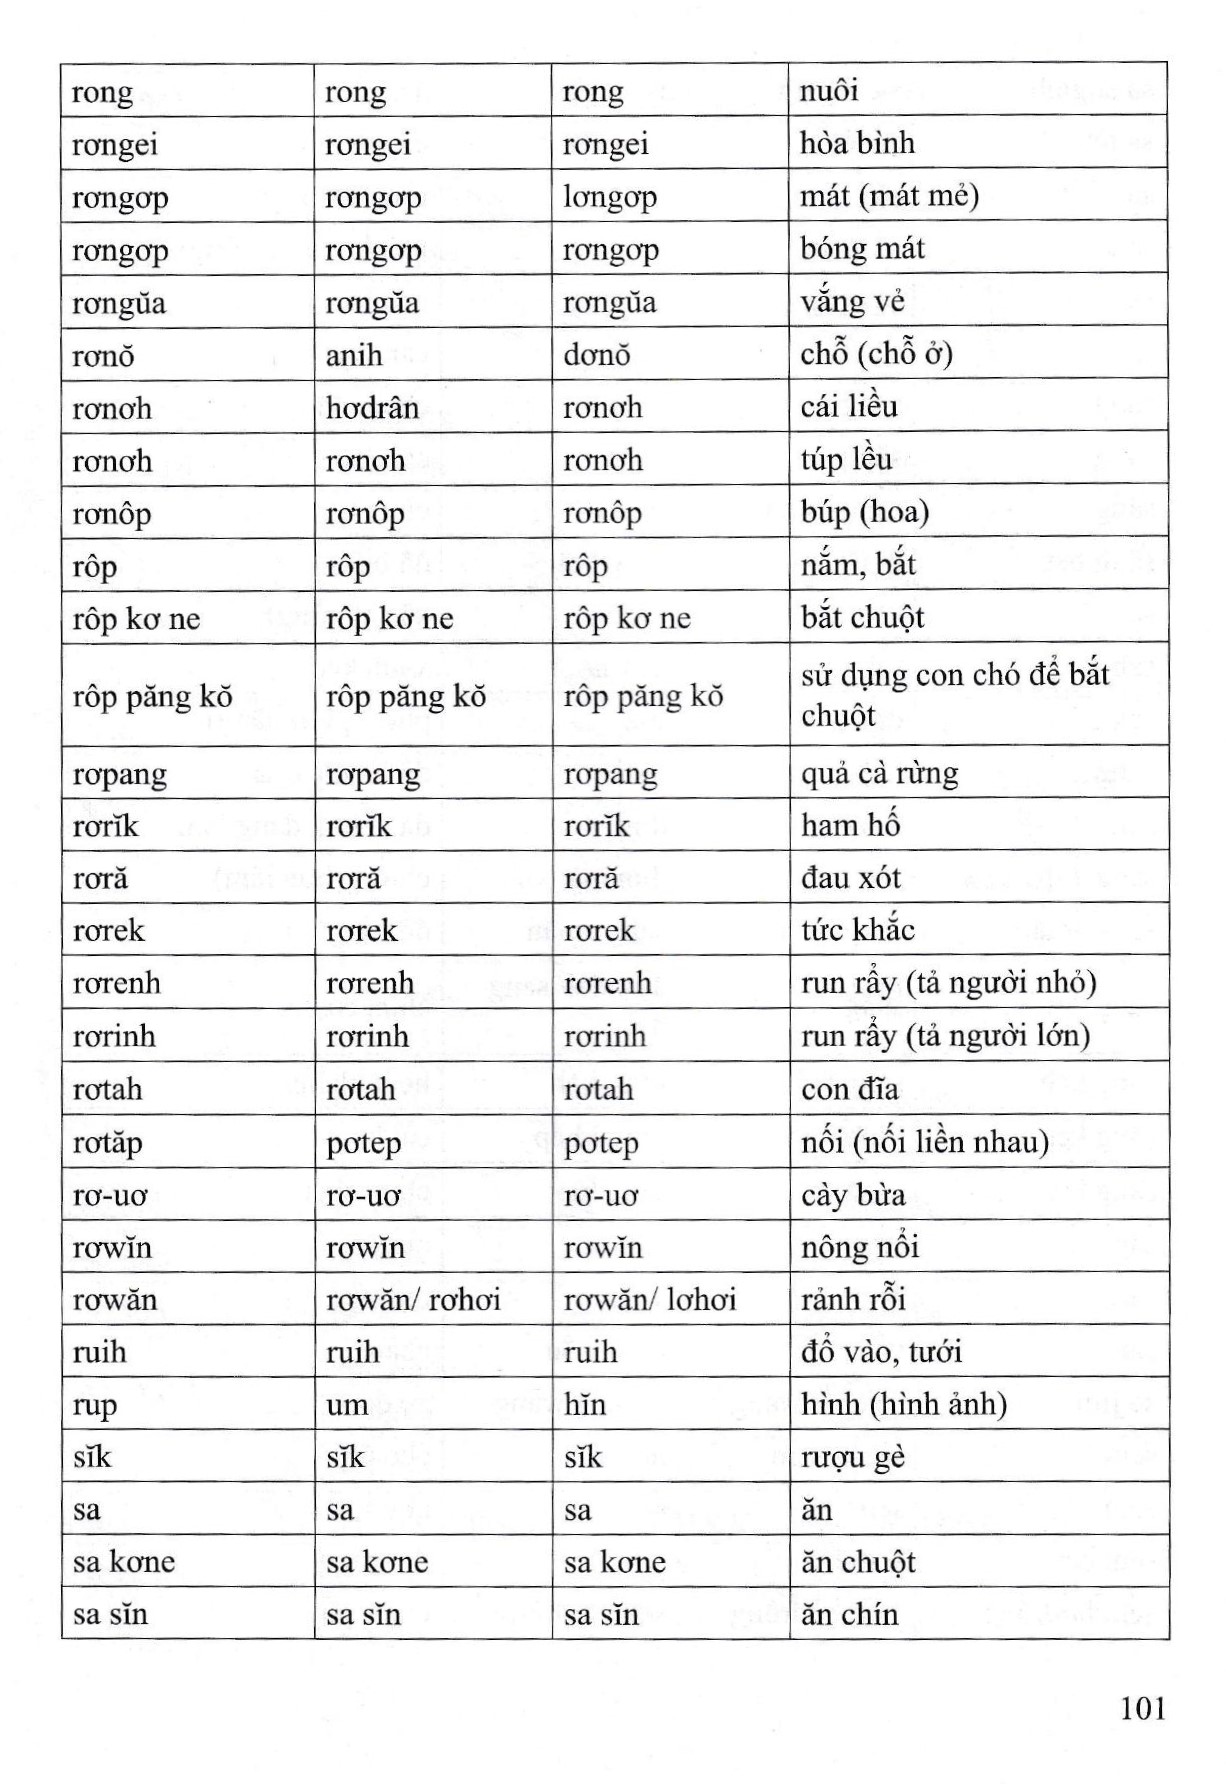 rong rong rong nuôi
rơngei rơngei rơngei hòa bình
rơngơp rơngơp lơngơp mát (mát mẻ)
rơngơp rơngơp rơngơp bóng mát
rơngŭa rơngŭa rơngŭa vắng vẻ
rơnŏ anih dơnŏ chỗ (chỗ ở)
rơnơh hơdrân rơnơh cái liều
rơnơh rơnơh rơnơh túp lều
rơnôp rơnôp rơnôp búp (hoa)
rôp rôp rôp nắm, bắt
rôp kơ ne rôp kơ ne rôp kơ ne bắt chuột
rôp păng kŏ rôp păng kŏ rôp păng kŏ sử dụng con chó để bắt
chuột
rơpang rơpang rơpang quả cà rừng
rơrĭk rơrĭk rơrĭk ham hố
rơră rơră rơră đau xót
rơrek rơrek rơrek tức khắc
rơrenh rơrenh rơrenh run rẩy (tả người nhỏ)
rơrinh rơrinh rơrinh run rẩy (tả người lớn)
rơtah rơtah rơtah con đĩa
rơtăp pơtep pơtep nối (nối liền nhau)
rơ-uơ rơ-uơ rơ-uơ cày bừa
rơwĭn rơwĭn rơwĭn nông nổi
rơwăn rơwăn/ rơhơi rơwăn/ lơhơi rảnh rỗi
ruih ruih ruih đổ vào, tưới
rup um hĭn hình (hình ảnh)
sĭk sĭk sĭk rượu gè
sa sa sa ăn
sa kơne sa kơne sa kơne ăn chuột
sa sĭn sa sĭn sa sĭn ăn chín
101